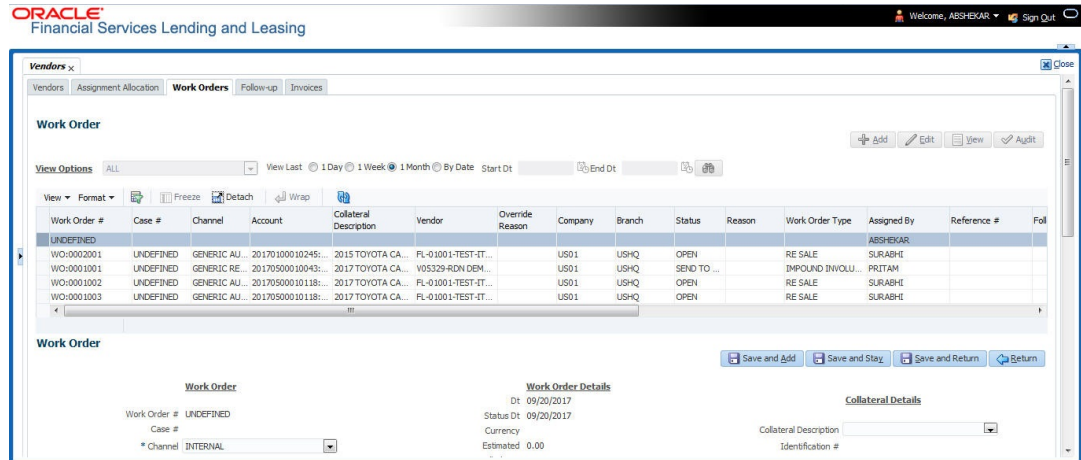 ORACLE®
Financial Services Lending and Leasing
Welcome, ABSHEKAR Sign Out
Vendors x
Close
Vendors Assignment Allocation Work Orders Follow-up Invoices
Work Order
Add Edit View Audit
View Options ALL View Last 1 Day 1 Week 1 Month By Date Start Dt End Dt
View Format Freeze Detach Wrap
Work Order # Case # Channel Account Collateral Description Vendor Override Reason Company Branch Status Reason Work Order Type Assigned By Reference # Foll
UNDEFINED ABSHEKAR
WO:0002001 UNDEFINED GENERIC AU... 20170100010245:... 2015 TOYOTA CA... FL-01001-TEST-IT... US01 USHQ OPEN RE SALE SURABHI
WO:0001001 UNDEFINED GENERIC RE... 20170500010043:... 2017 TOYOTA CA... V05329-RDN DEM... US01 USHQ SEND TO ... IMPOUND INVOLU... PRITAM
WO:0001002 UNDEFINED GENERIC AU... 20170500010118:... 2017 TOYOTA CA... FL-01001-TEST-IT... US01 USHQ OPEN RE SALE SURABHI
WO:0001003 UNDEFINED GENERIC AU... 20170500010118:... 2017 TOYOTA CA... FL-01001-TEST-IT... US01 USHQ OPEN RE SALE SURABHI
Work Order
Save and Add Save and Stay Save and Return Return
Work Order Work Order Details Collateral Details
Dt 09/20/2017
Work Order # UNDEFINED Status Dt 09/20/2017
Case # Currency Collateral Description
* Channel INTERNAL Estimated 0.00 Identification #